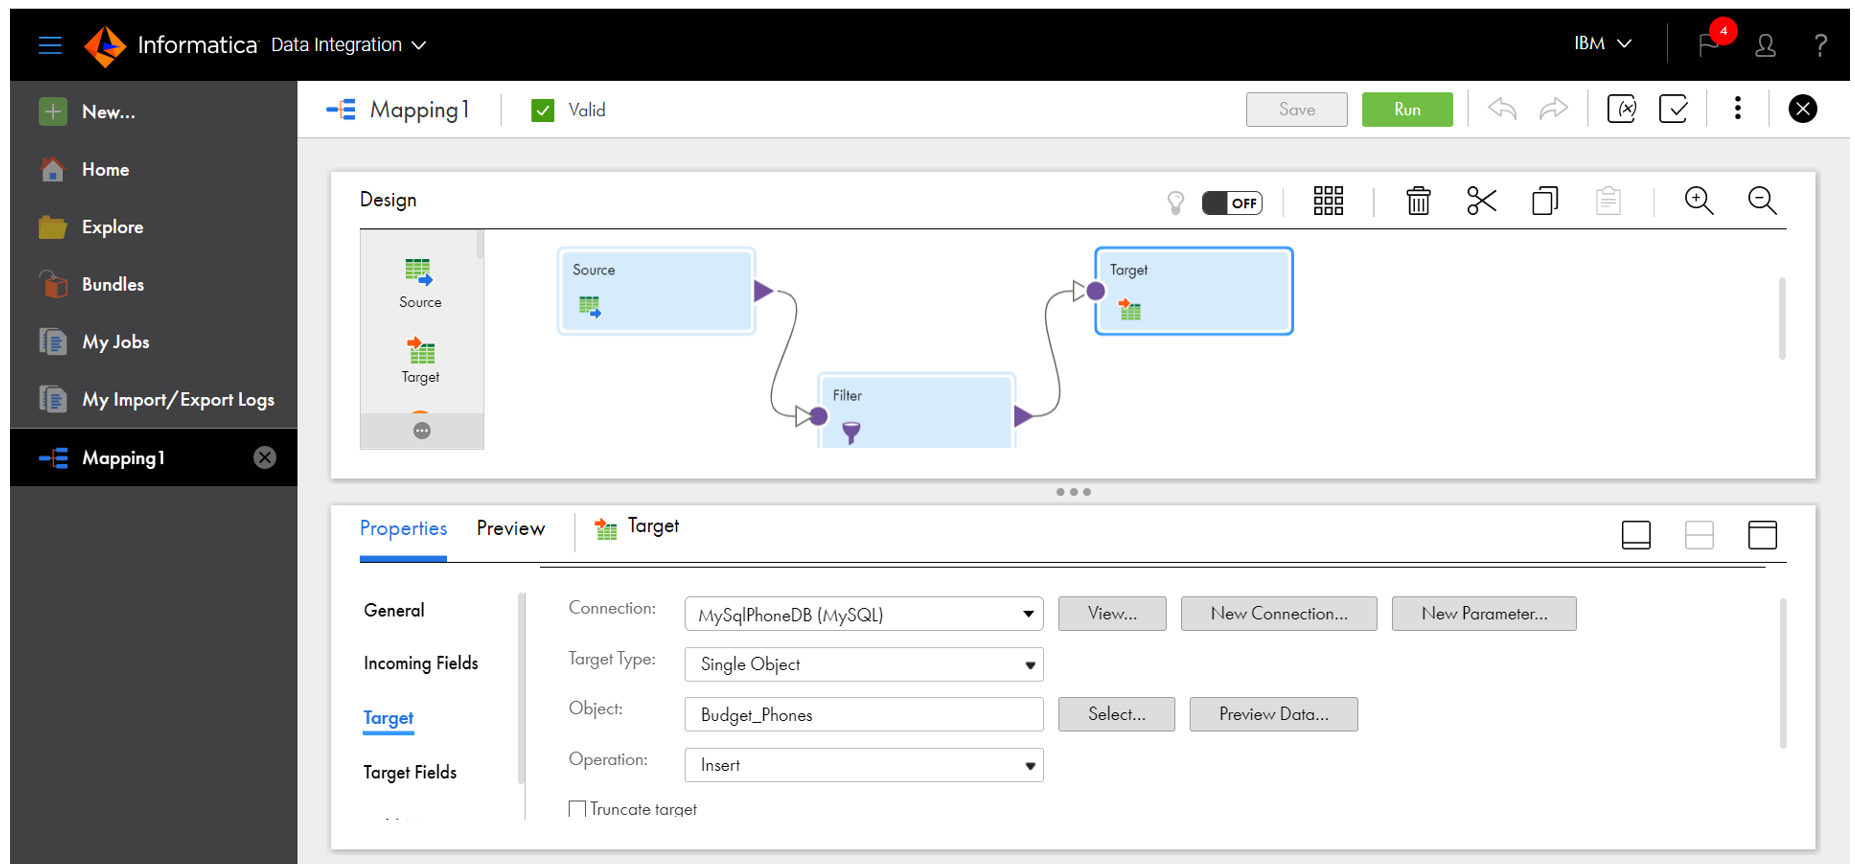 Informatica Data Integration
IBM
4
?
New...
Home
Explore
Bundles
My Jobs
My Import/Export Logs
Mapping1
Mapping1
Valid
Save
Run
(x)
Design
OFF
Source
Target
Source
Filter
Target
Properties
Preview
Target
General
Incoming Fields
Target
Target Fields
Connection:
MySqlPhoneDB (MySQL)
View...
New Connection...
New Parameter...
Target Type:
Single Object
Object:
Budget_Phones
Select...
Preview Data...
Operation:
Insert
Truncate target